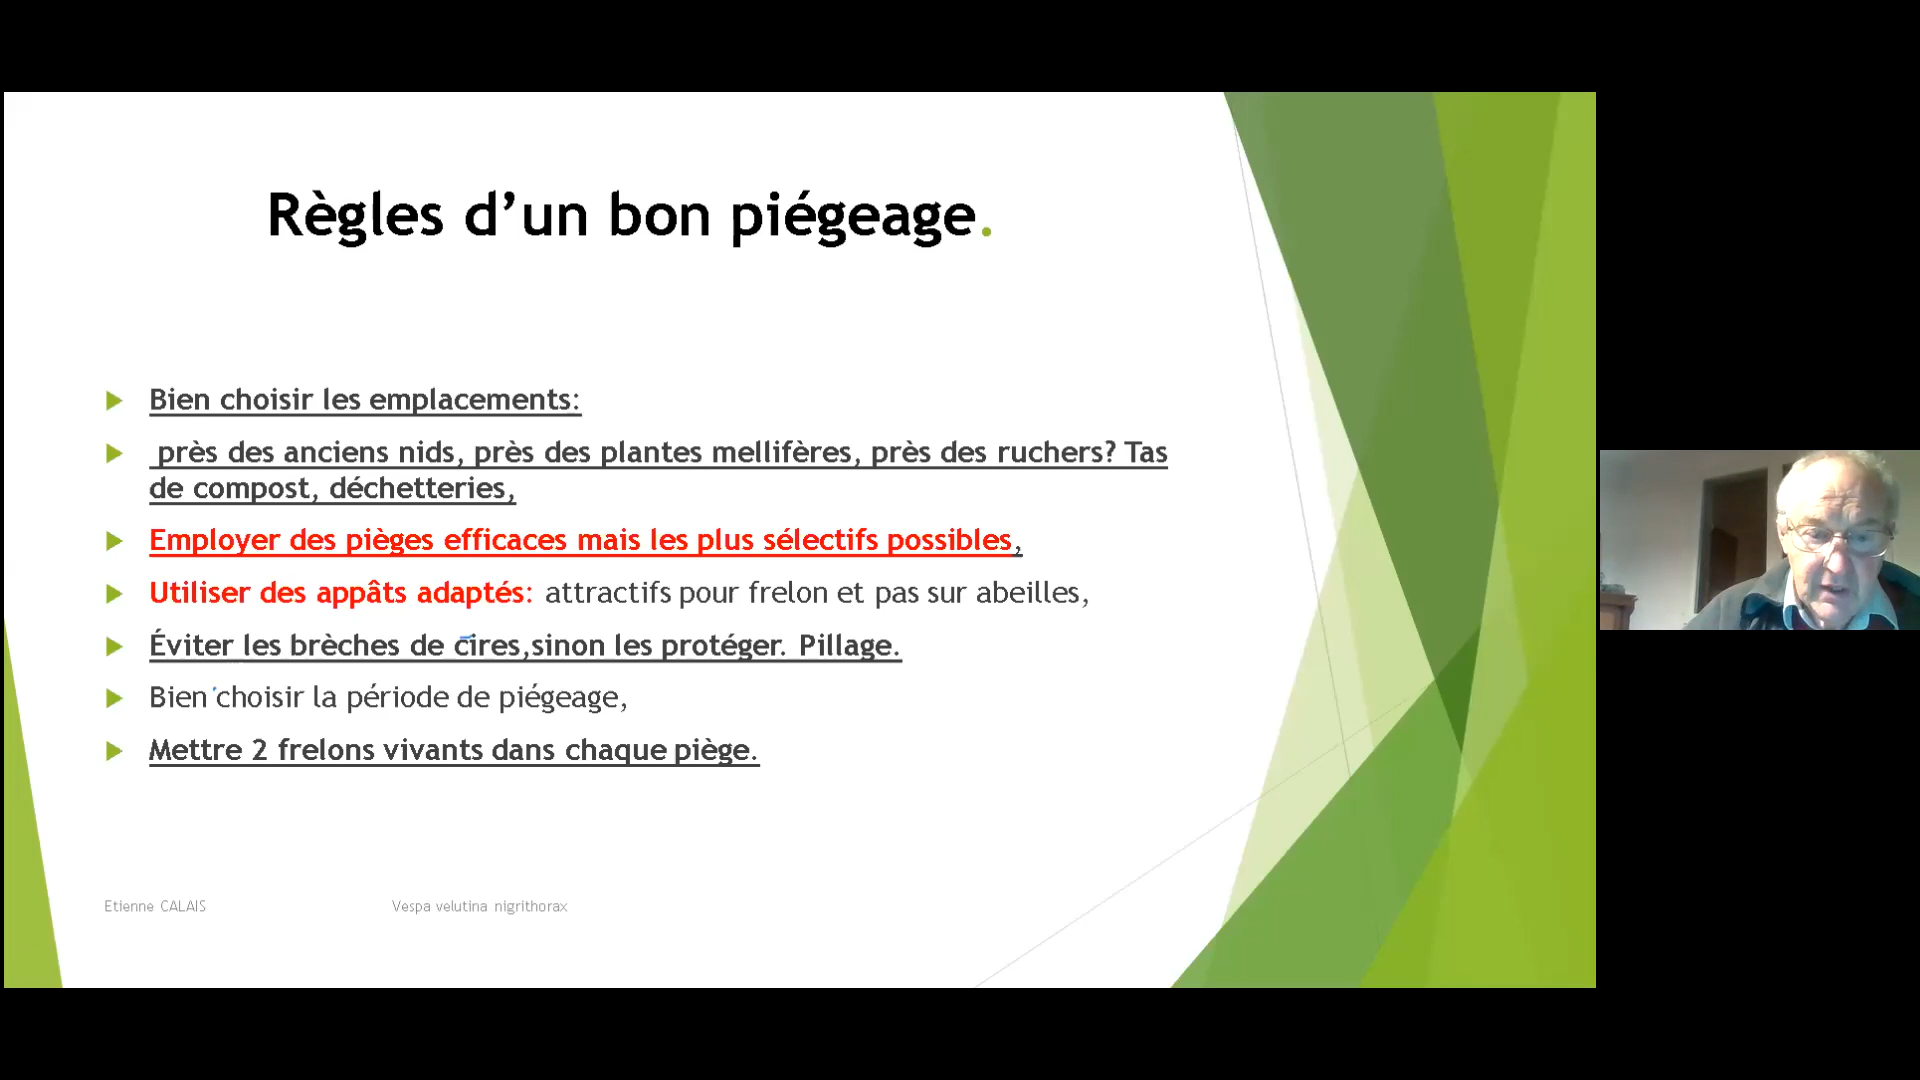 Règles d’un bon piégeage.
Bien choisir les emplacements:
près des anciens nids, près des plantes mellifères, près des ruchers? Tas
de compost, déchetteries,
Employer des pièges efficaces mais les plus sélectifs possibles,
Utiliser des appâts adaptés: attractifs pour frelon et pas sur abeilles,
Éviter les brèches de cires,sinon les protéger. Pillage.
Bien choisir la période de piégeage,
Mettre 2 frelons vivants dans chaque piège.
Etienne CALAIS
Vespa velutina nigrithorax